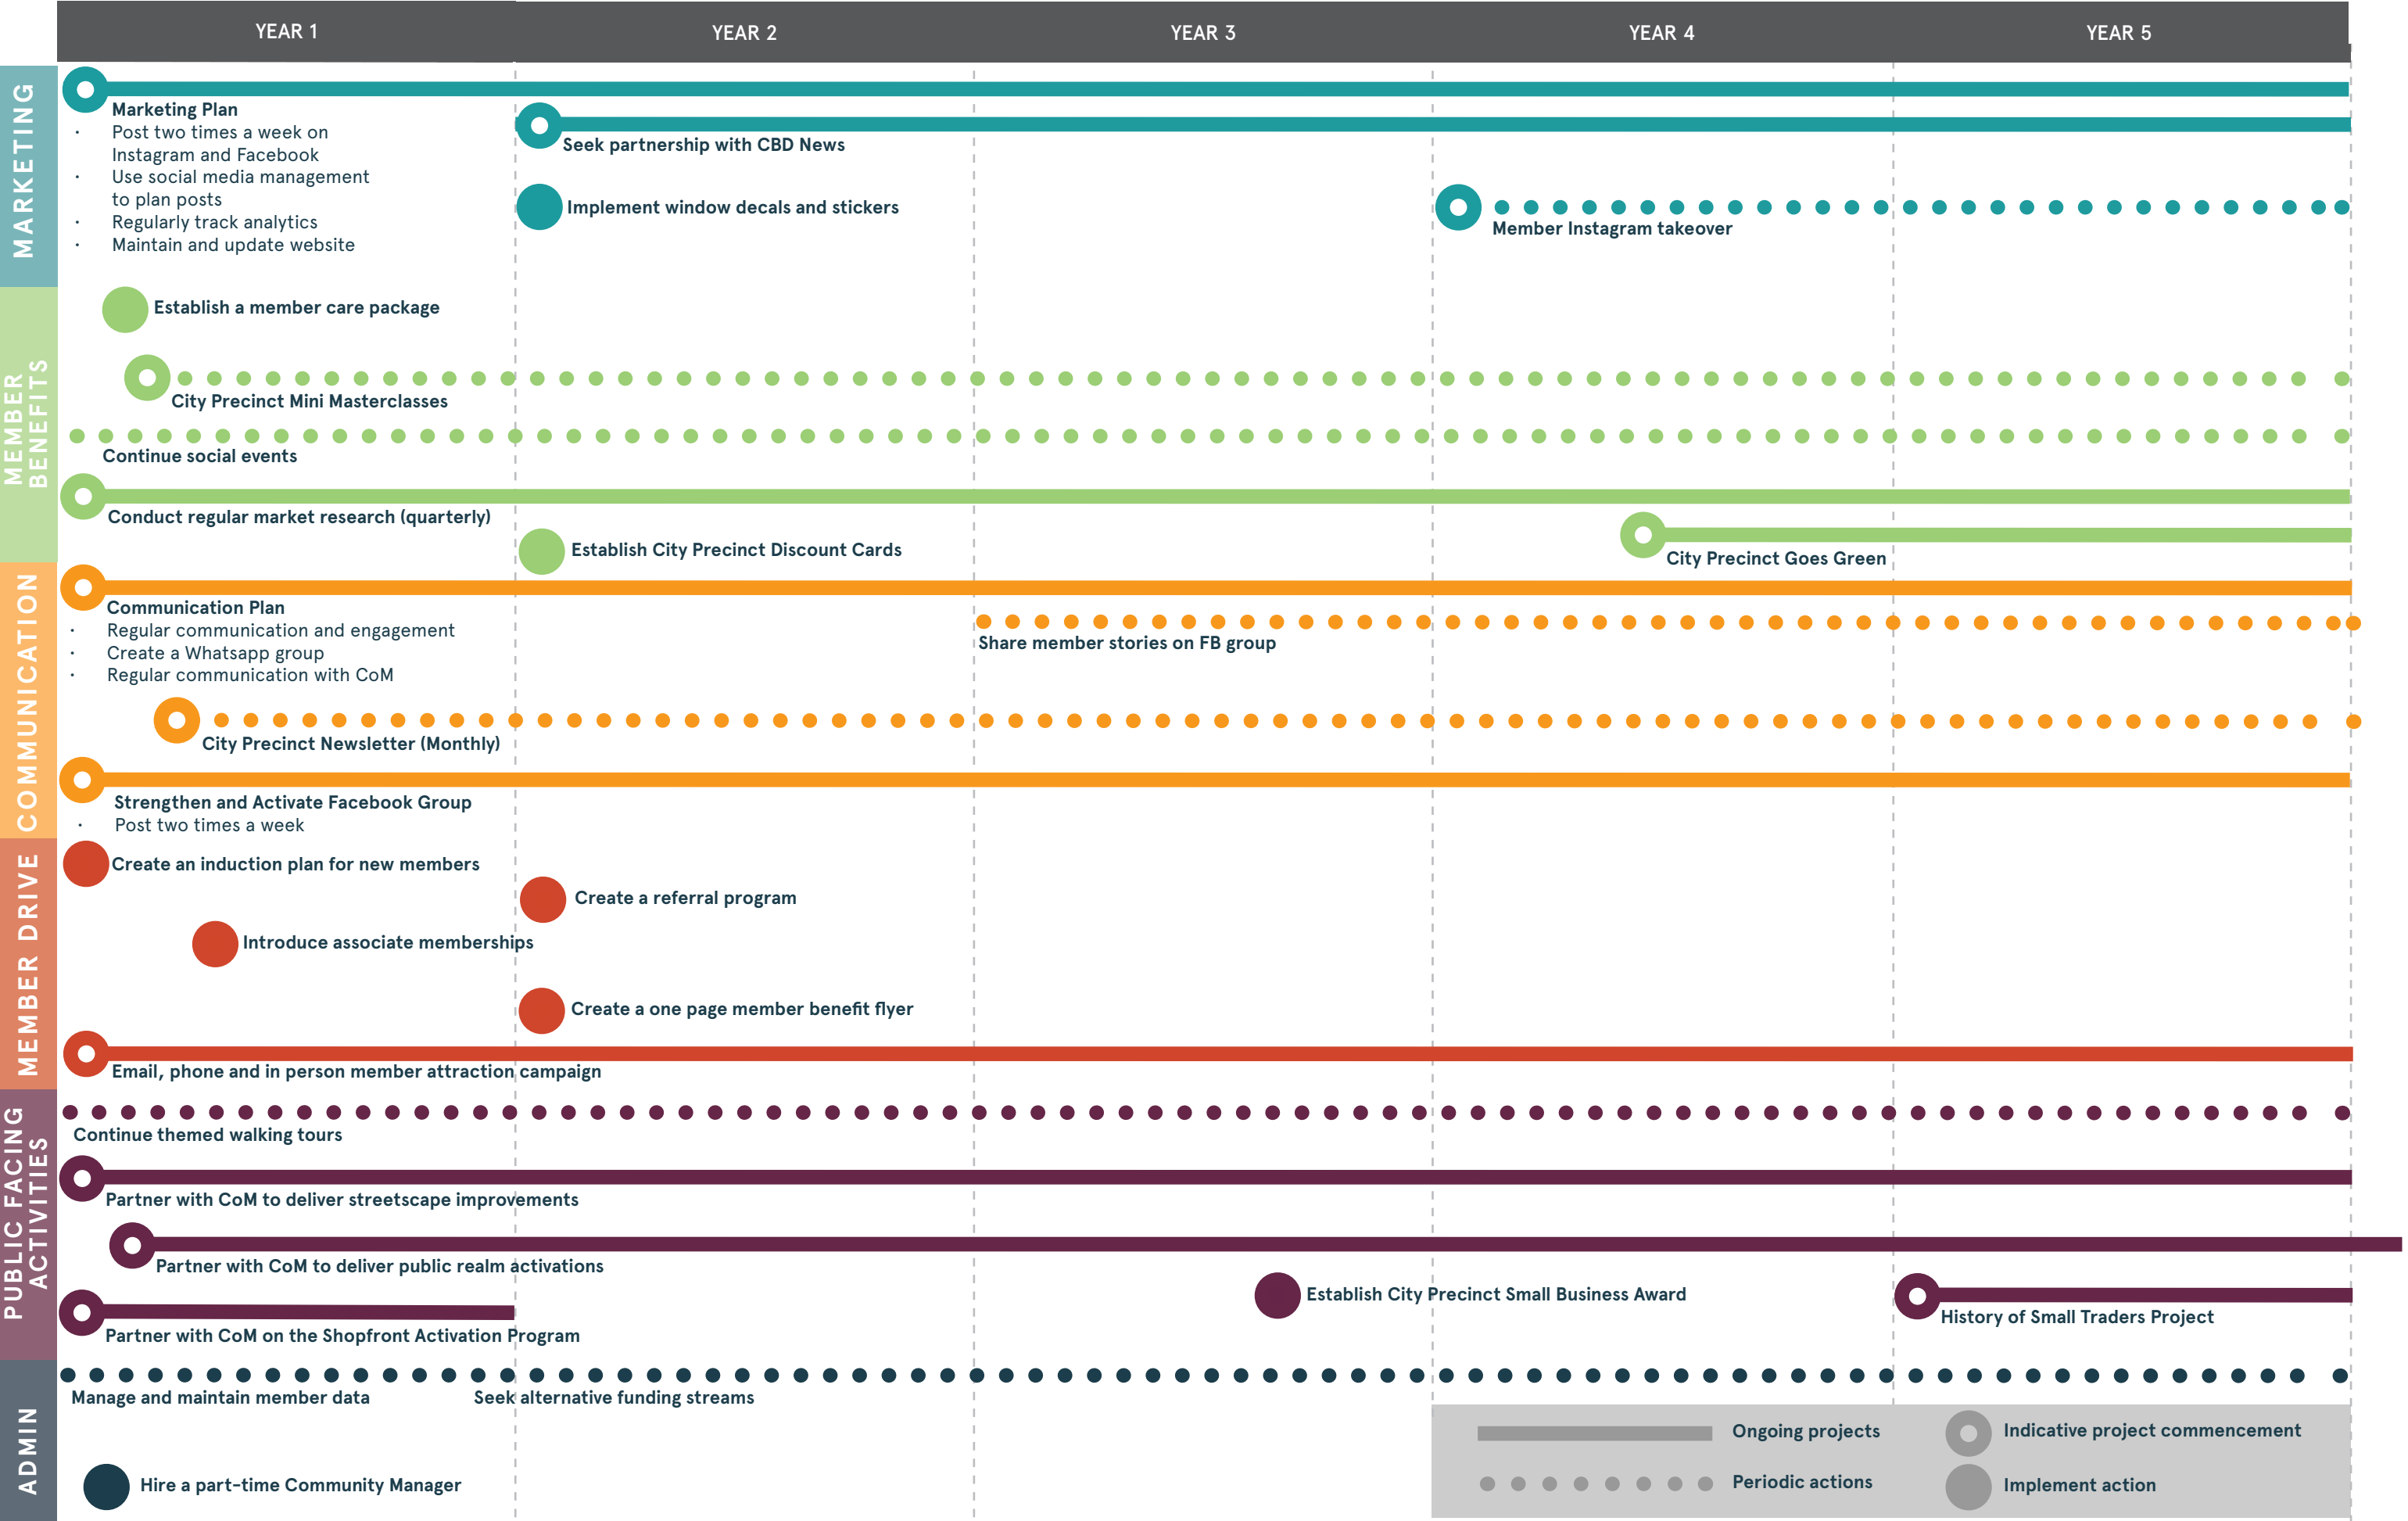 YEAR 1
YEAR 2
YEAR 3
YEAR 4
YEAR 5
MARKETING
Marketing Plan
· Post two times a week on
Instagram and Facebook
· Use social media management
to plan posts
· Regularly track analytics
· Maintain and update website
Seek partnership with CBD News
Implement window decals and stickers
Member Instagram takeover
MEMBER
BENEFITS
Establish a member care package
City Precinct Mini Masterclasses
Continue social events
Conduct regular market research (quarterly)
Establish City Precinct Discount Cards
City Precinct Goes Green
COMMUNICATION
Communication Plan
· Regular communication and engagement
· Create a Whatsapp group
· Regular communication with CoM
Share member stories on FB group
City Precinct Newsletter (Monthly)
Strengthen and Activate Facebook Group
· Post two times a week
MEMBER DRIVE
Create an induction plan for new members
Create a referral program
Introduce associate memberships
Create a one page member benefit flyer
Email, phone and in person member attraction campaign
PUBLIC FACING
ACTIVITIES
Continue themed walking tours
Partner with CoM to deliver streetscape improvements
Partner with CoM to deliver public realm activations
Establish City Precinct Small Business Award
History of Small Traders Project
Partner with CoM on the Shopfront Activation Program
ADMIN
Manage and maintain member data
Seek alternative funding streams
Hire a part-time Community Manager
Ongoing projects
Indicative project commencement
Periodic actions
Implement action